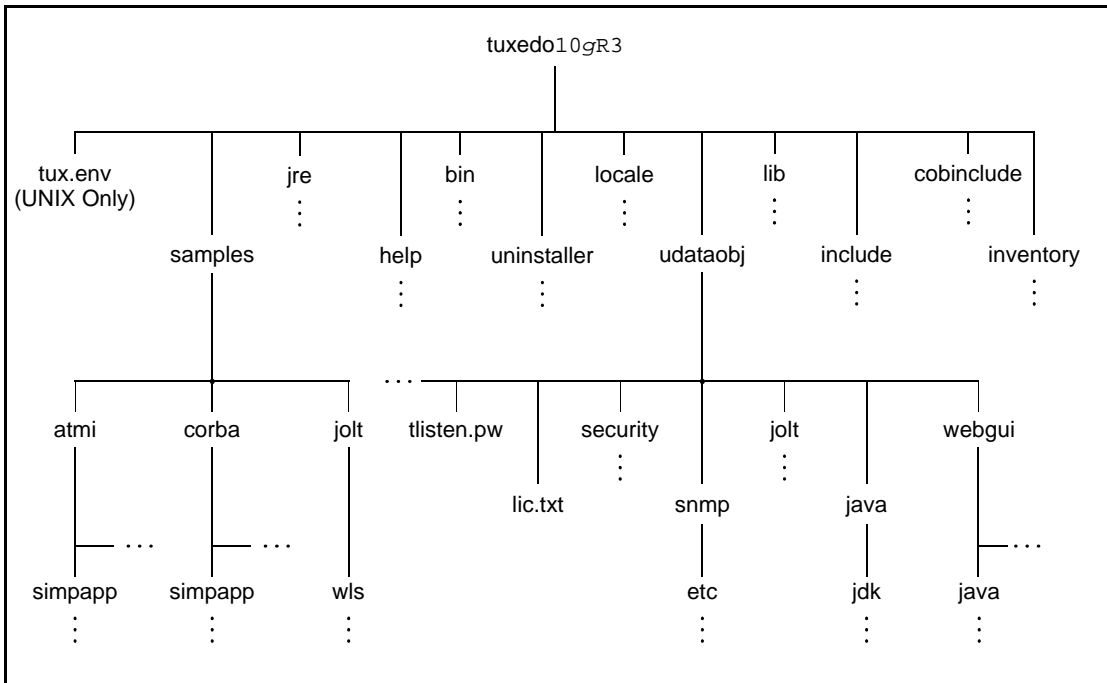 tuxedo10gR3
tux.env
(UNIX Only)
jre
bin
locale
lib
cobinclude
samples
help
uninstaller
udataobj
include
inventory
atmi
corba
jolt
tlisten.pw
security
jolt
webgui
lic.txt
snmp
java
simpapp
simpapp
wls
etc
jdk
java